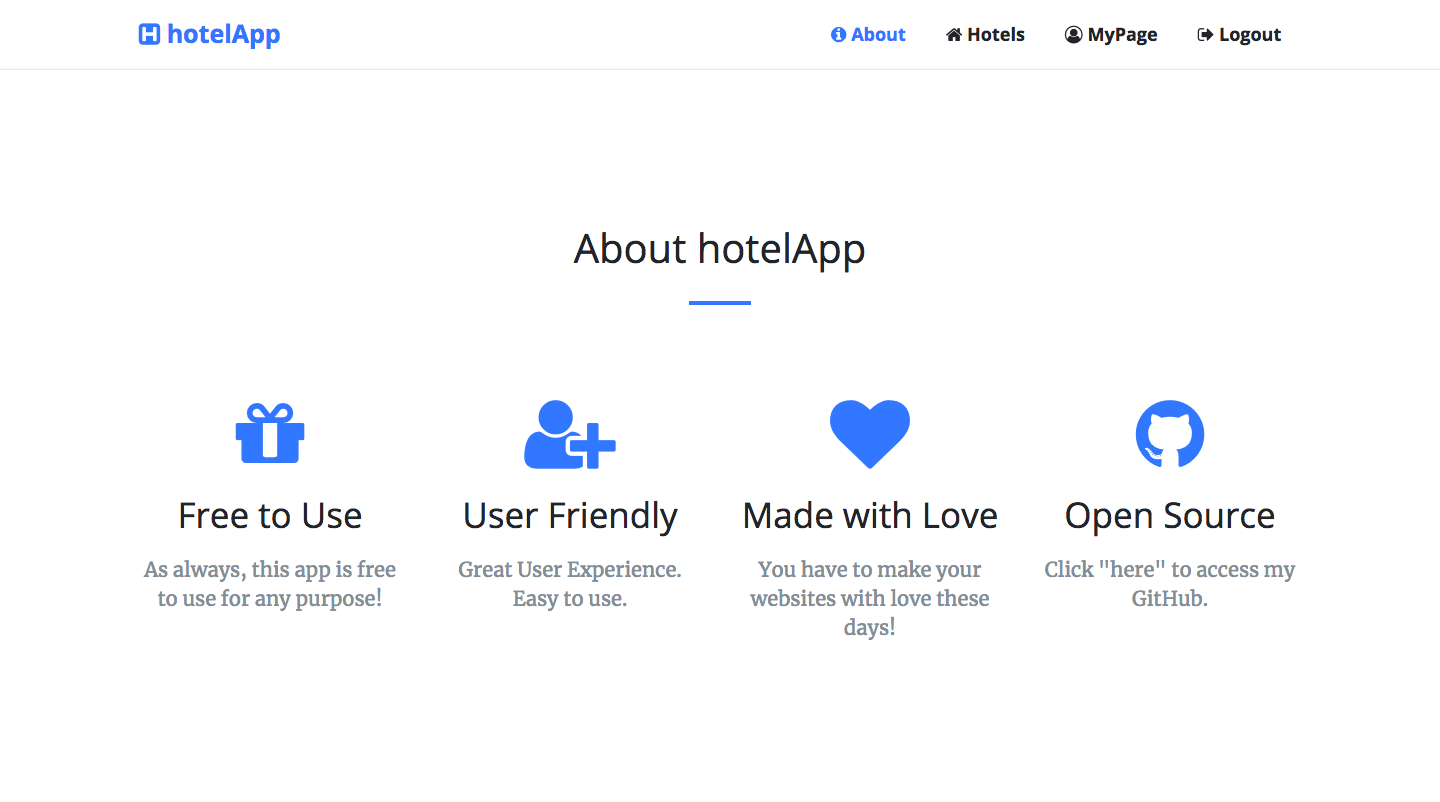 hotelApp
About
Hotels
MyPage
Logout
About hotelApp
Free to Use
As always, this app is free
to use for any purpose!
User Friendly
Great User Experience.
Easy to use.
Made with Love
You have to make your
websites with love these
days!
Open Source
Click "here" to access my
GitHub.